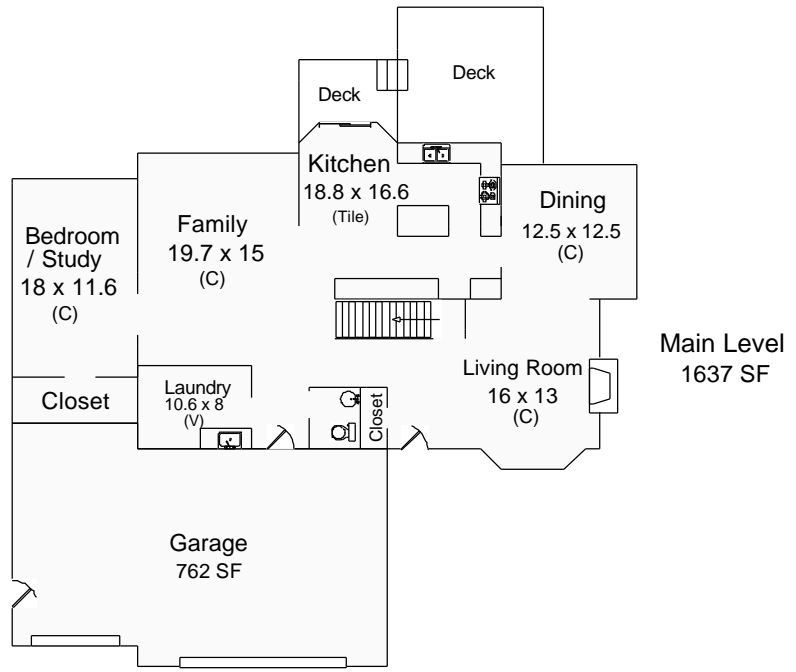 Deck
Deck
Kitchen
18.8 x 16.6
(Tile)
Dining
12.5 x 12.5
(C)
Family
19.7 x 15
(C)
Bedroom
/ Study
18 x 11.6
(C)
Main Level
1637 SF
Living Room
16 x 13
(C)
Laundry
10.6 x 8
(V)
Closet
Closet
Garage
762 SF